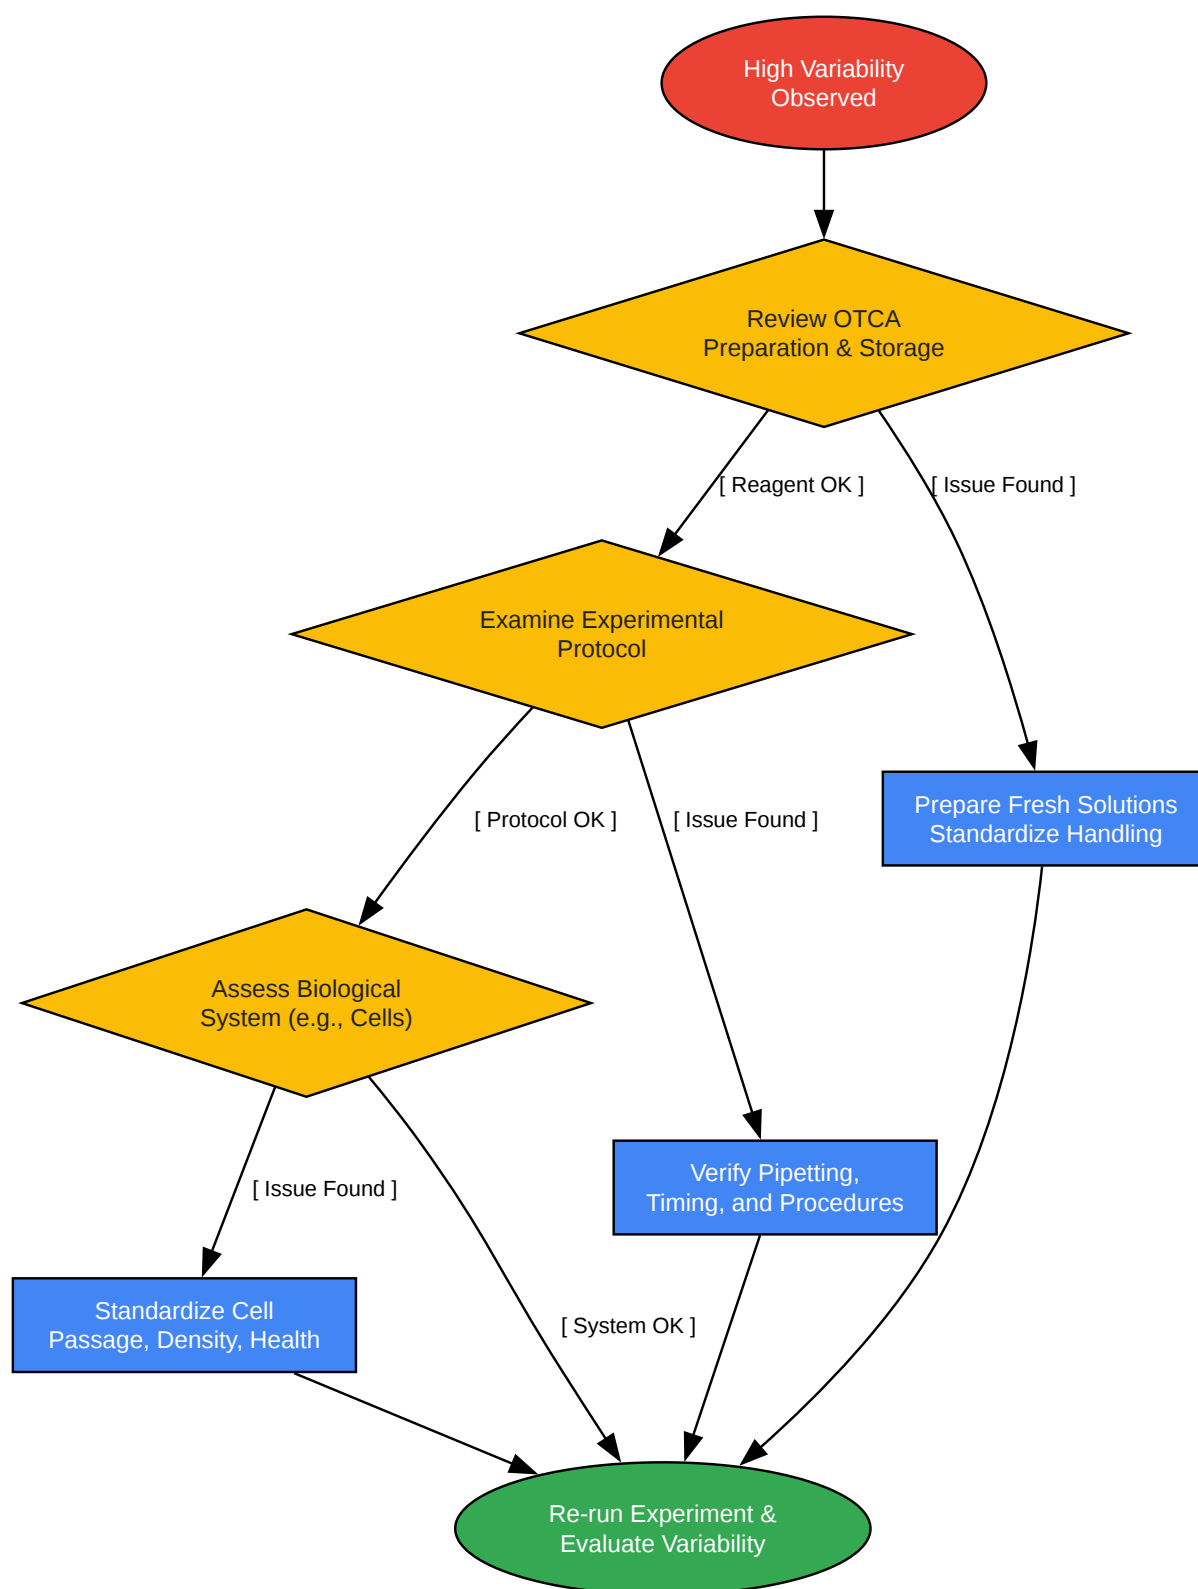 High Variability
Observed
Review OTCA
Preparation & Storage
[ Reagent OK ]
[ Issue Found ]
Examine Experimental
Protocol
Prepare Fresh Solutions
Standardize Handling
[ Protocol OK ]
[ Issue Found ]
Assess Biological
System (e.g., Cells)
Verify Pipetting,
Timing, and Procedures
[ Issue Found ]
Standardize Cell
Passage, Density, Health
[ System OK ]
Re-run Experiment &
Evaluate Variability